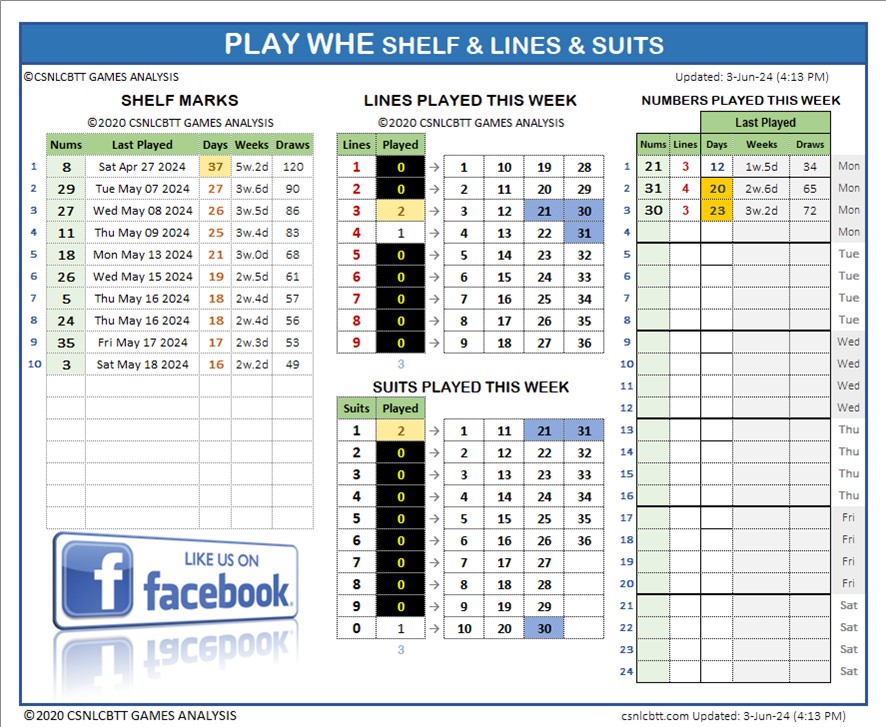 PLAY WHE SHELF & LINES & SUITS
©CSNLCBTT GAMES ANALYSIS
Updated: 3-Jun-24 (4:13 PM)
SHELF MARKS
©2020 CSNLCBTT GAMES ANALYSIS
Nums Last Played Days Weeks Draws
1 8 Sat Apr 27 2024 37 5w.2d 120
2 29 Tue May 07 2024 27 3w.6d 90
3 27 Wed May 08 2024 26 3w.5d 86
4 11 Thu May 09 2024 25 3w.4d 83
5 18 Mon May 13 2024 21 3w.0d 68
6 26 Wed May 15 2024 19 2w.5d 61
7 5 Thu May 16 2024 18 2w.4d 57
8 24 Thu May 16 2024 18 2w.4d 56
9 35 Fri May 17 2024 17 2w.3d 53
10 3 Sat May 18 2024 16 2w.2d 49
LIKE US ON
facebook
LINES PLAYED THIS WEEK
©2020 CSNLCBTT GAMES ANALYSIS
Lines Played
1 0 → 1 10 19 28
2 0 → 2 11 20 29
3 2 → 3 12 21 30
4 1 → 4 13 22 31
5 0 → 5 14 23 32
6 0 → 6 15 24 33
7 0 → 7 16 25 34
8 0 → 8 17 26 35
9 0 → 9 18 27 36
3
SUITS PLAYED THIS WEEK
Suits Played
1 2 → 1 11 21 31
2 0 → 2 12 22 32
3 0 → 3 13 23 33
4 0 → 4 14 24 34
5 0 → 5 15 25 35
6 0 → 6 16 26 36
7 0 → 7 17 27
8 0 → 8 18 28
9 0 → 9 19 29
0 1 → 10 20 30
3
NUMBERS PLAYED THIS WEEK
Last Played
Nums Lines Days Weeks Draws
1 21 3 12 1w.5d 34 Mon
2 31 4 20 2w.6d 65 Mon
3 30 3 23 3w.2d 72 Mon
4 Mon
5 Tue
6 Tue
7 Tue
8 Tue
9 Wed
10 Wed
11 Wed
12 Wed
13 Thu
14 Thu
15 Thu
16 Thu
17 Fri
18 Fri
19 Fri
20 Fri
21 Sat
22 Sat
23 Sat
24 Sat
©2020 CSNLCBTT GAMES ANALYSIS
csnlcbtt.com Updated: 3-Jun-24 (4:13 PM)